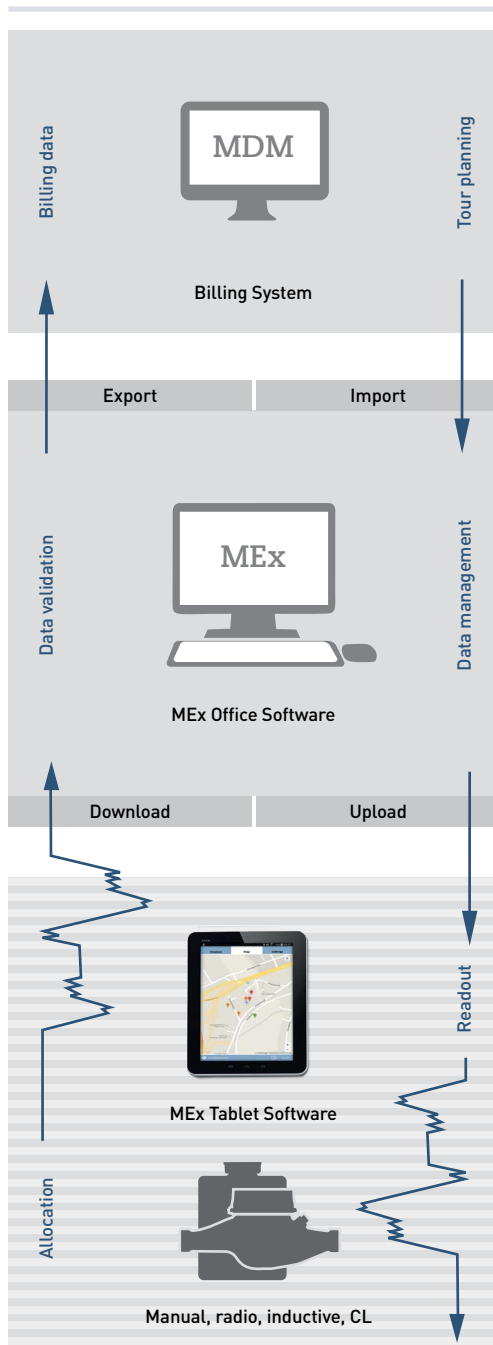 Billing data
MDM
Tour planning
Billing System
Export
Import
Data validation
MEx
Data management
MEx Office Software
Download
Upload
Map
Readout
MEx Tablet Software
Allocation
Manual, radio, inductive, CL